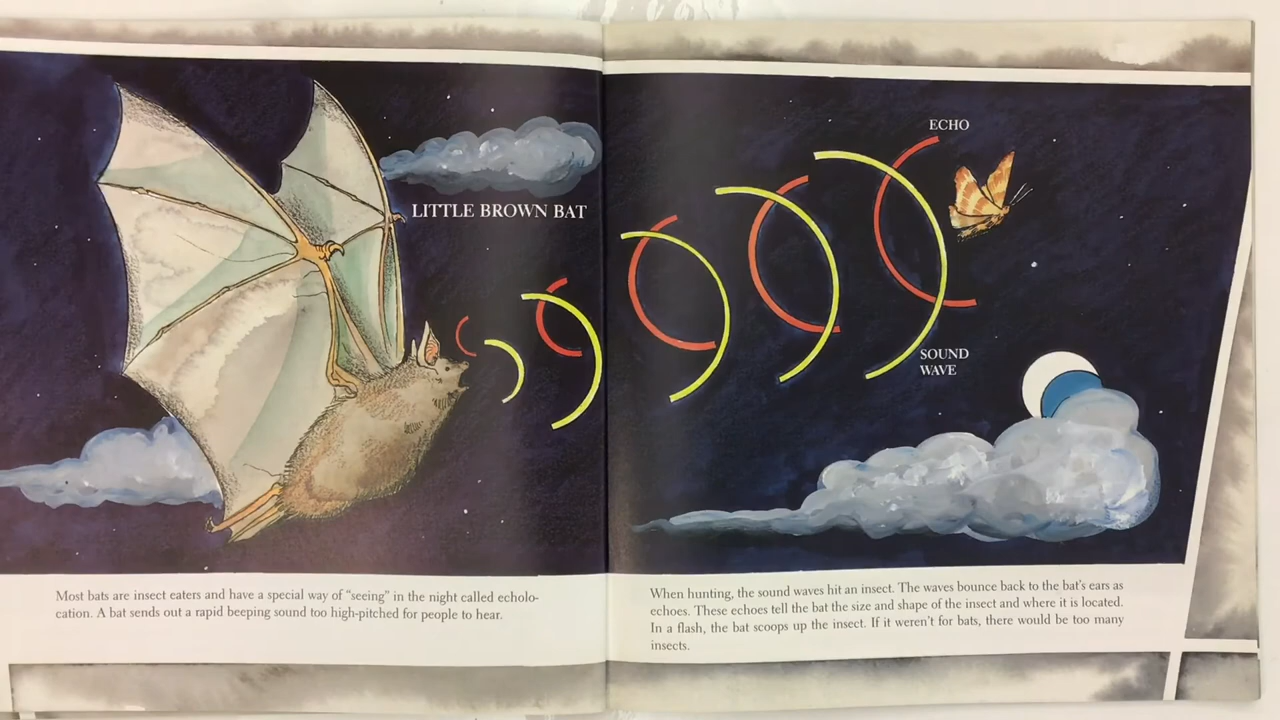 LITTLE BROWN BAT
Most bats are insect eaters and have a special way of “seeing” in the night called echolo-
cation. A bat sends out a rapid beeping sound too high-pitched for people to hear.
ECHO
SOUND
WAVE
When hunting, the sound waves hit an insect. The waves bounce back to the bat’s ears as
echoes. These echoes tell the bat the size and shape of the insect and where it is located.
In a flash, the bat scoops up the insect. If it weren’t for bats, there would be too many
insects.